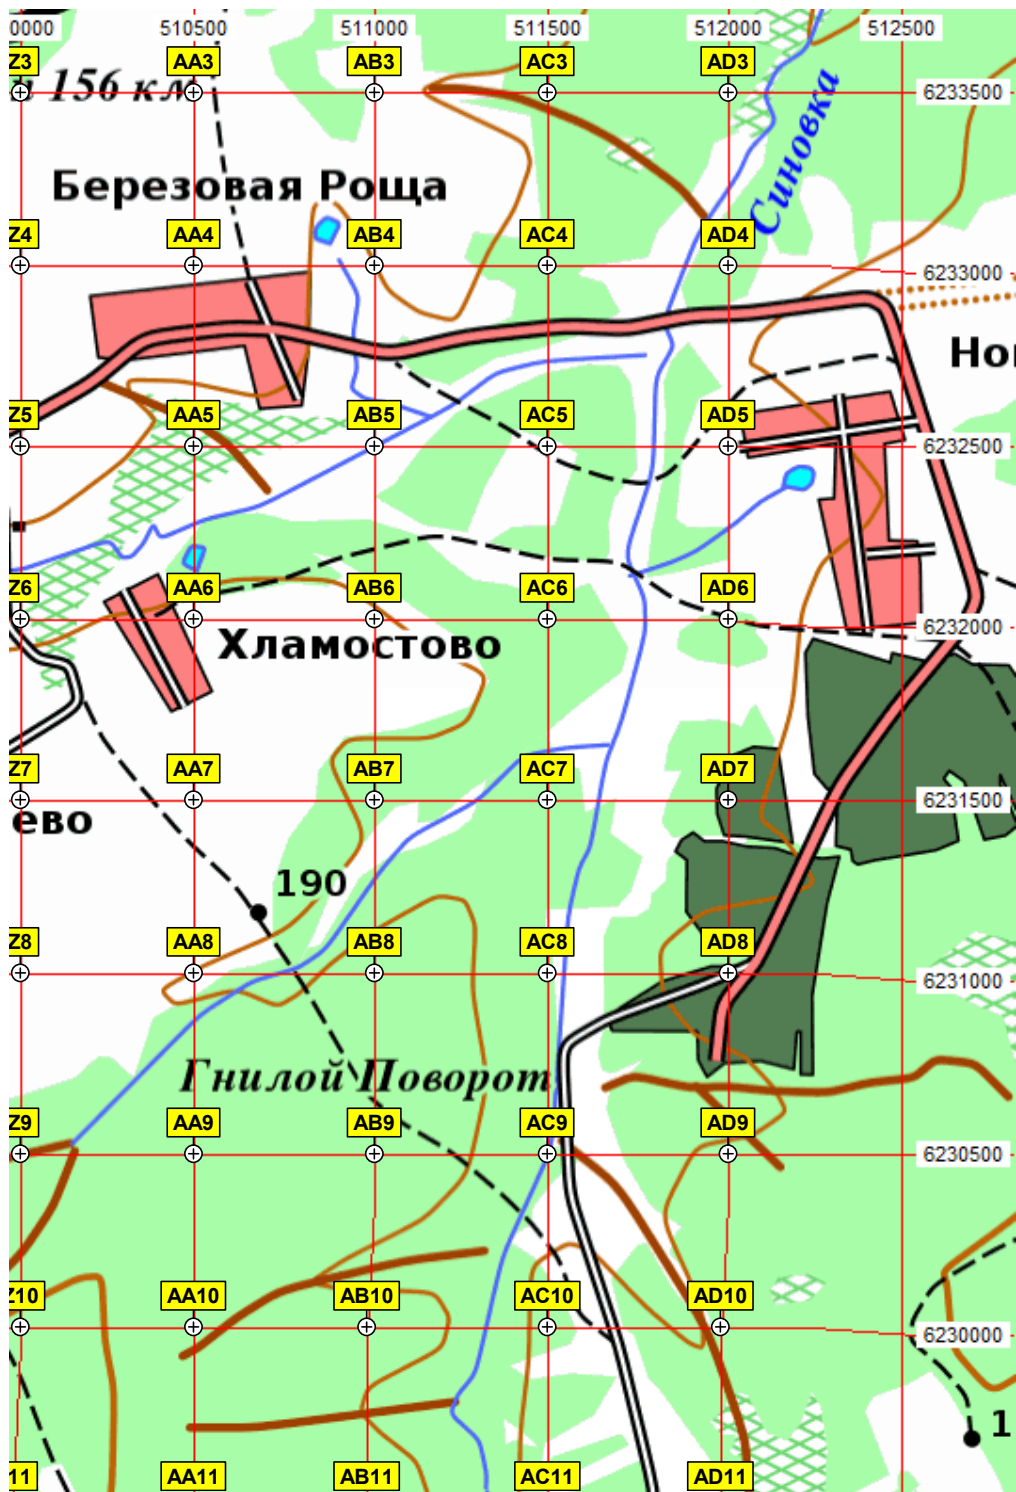 0000 510500 511000 511500 512000 512500
Z3 AA3 AB3 AC3 AD3
156 км
6233500
Синовка
Березовая Роща
Z4 AA4 AB4 AC4 AD4
6233000
Но
Z5 AA5 AB5 AC5 AD5
6232500
Z6 AA6 AB6 AC6 AD6
6232000
Хламостово
Z7 AA7 AB7 AC7 AD7
6231500
ево
190
Z8 AA8 AB8 AC8 AD8
6231000
Гнилой Поворот
Z9 AA9 AB9 AC9 AD9
6230500
Z10 AA10 AB10 AC10 AD10
6230000
1
11 AA11 AB11 AC11 AD11